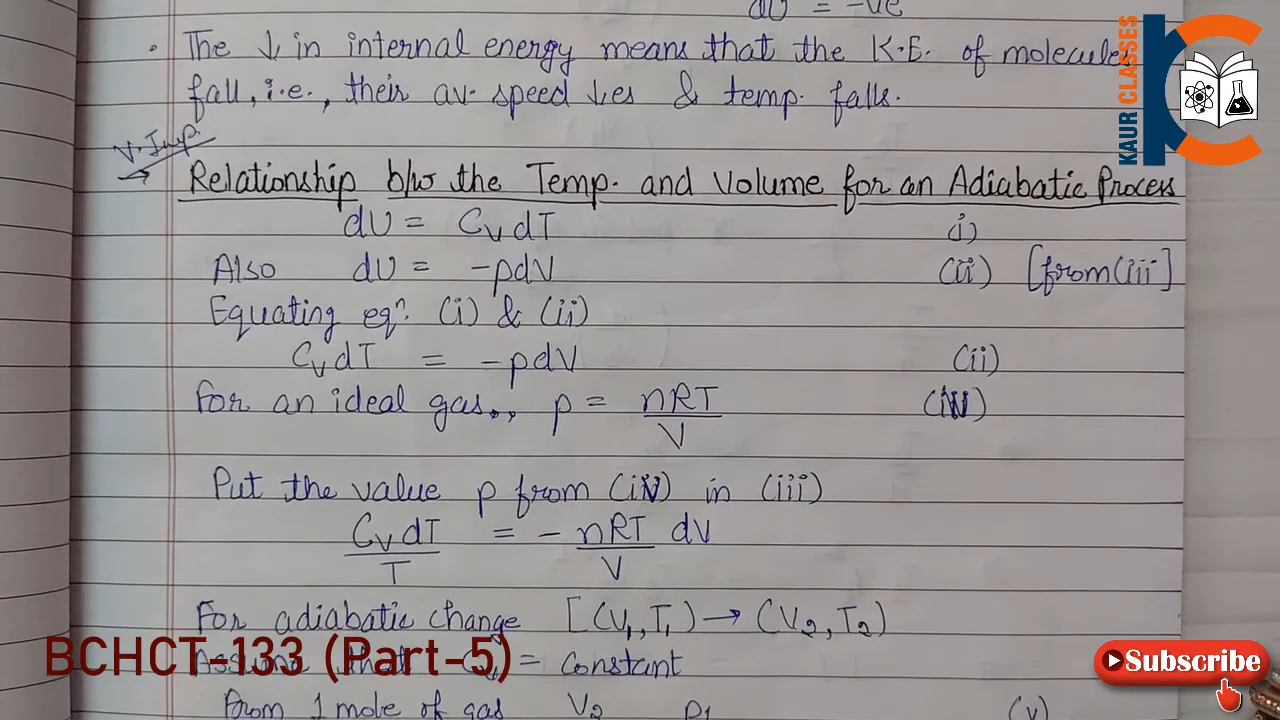 dU = -ve
• The ↓ in internal energy means that the K.E. of molecules
fall, i.e., their av. speed ↓es & temp. falls.
V. Imp.
→ Relationship b/w the Temp. and Volume for an Adiabatic Process
dU = CvdT (i)
Also dU = -pdV (ii) [from (iii]
Equating eqn. (i) & (ii)
CvdT = -pdV (ii)
For an ideal gas., p = nRT/V (iv)
Put the value p from (iv) in (iii)
CvdT/T = - nRT/V dV
For adiabatic change [(V1,T1) → (V2,T2)
Assume that = constant
From 1 mole of gas V2 P1 (v)
KAUR CLASSES
BCHCT-133 (Part-5)
Subscribe